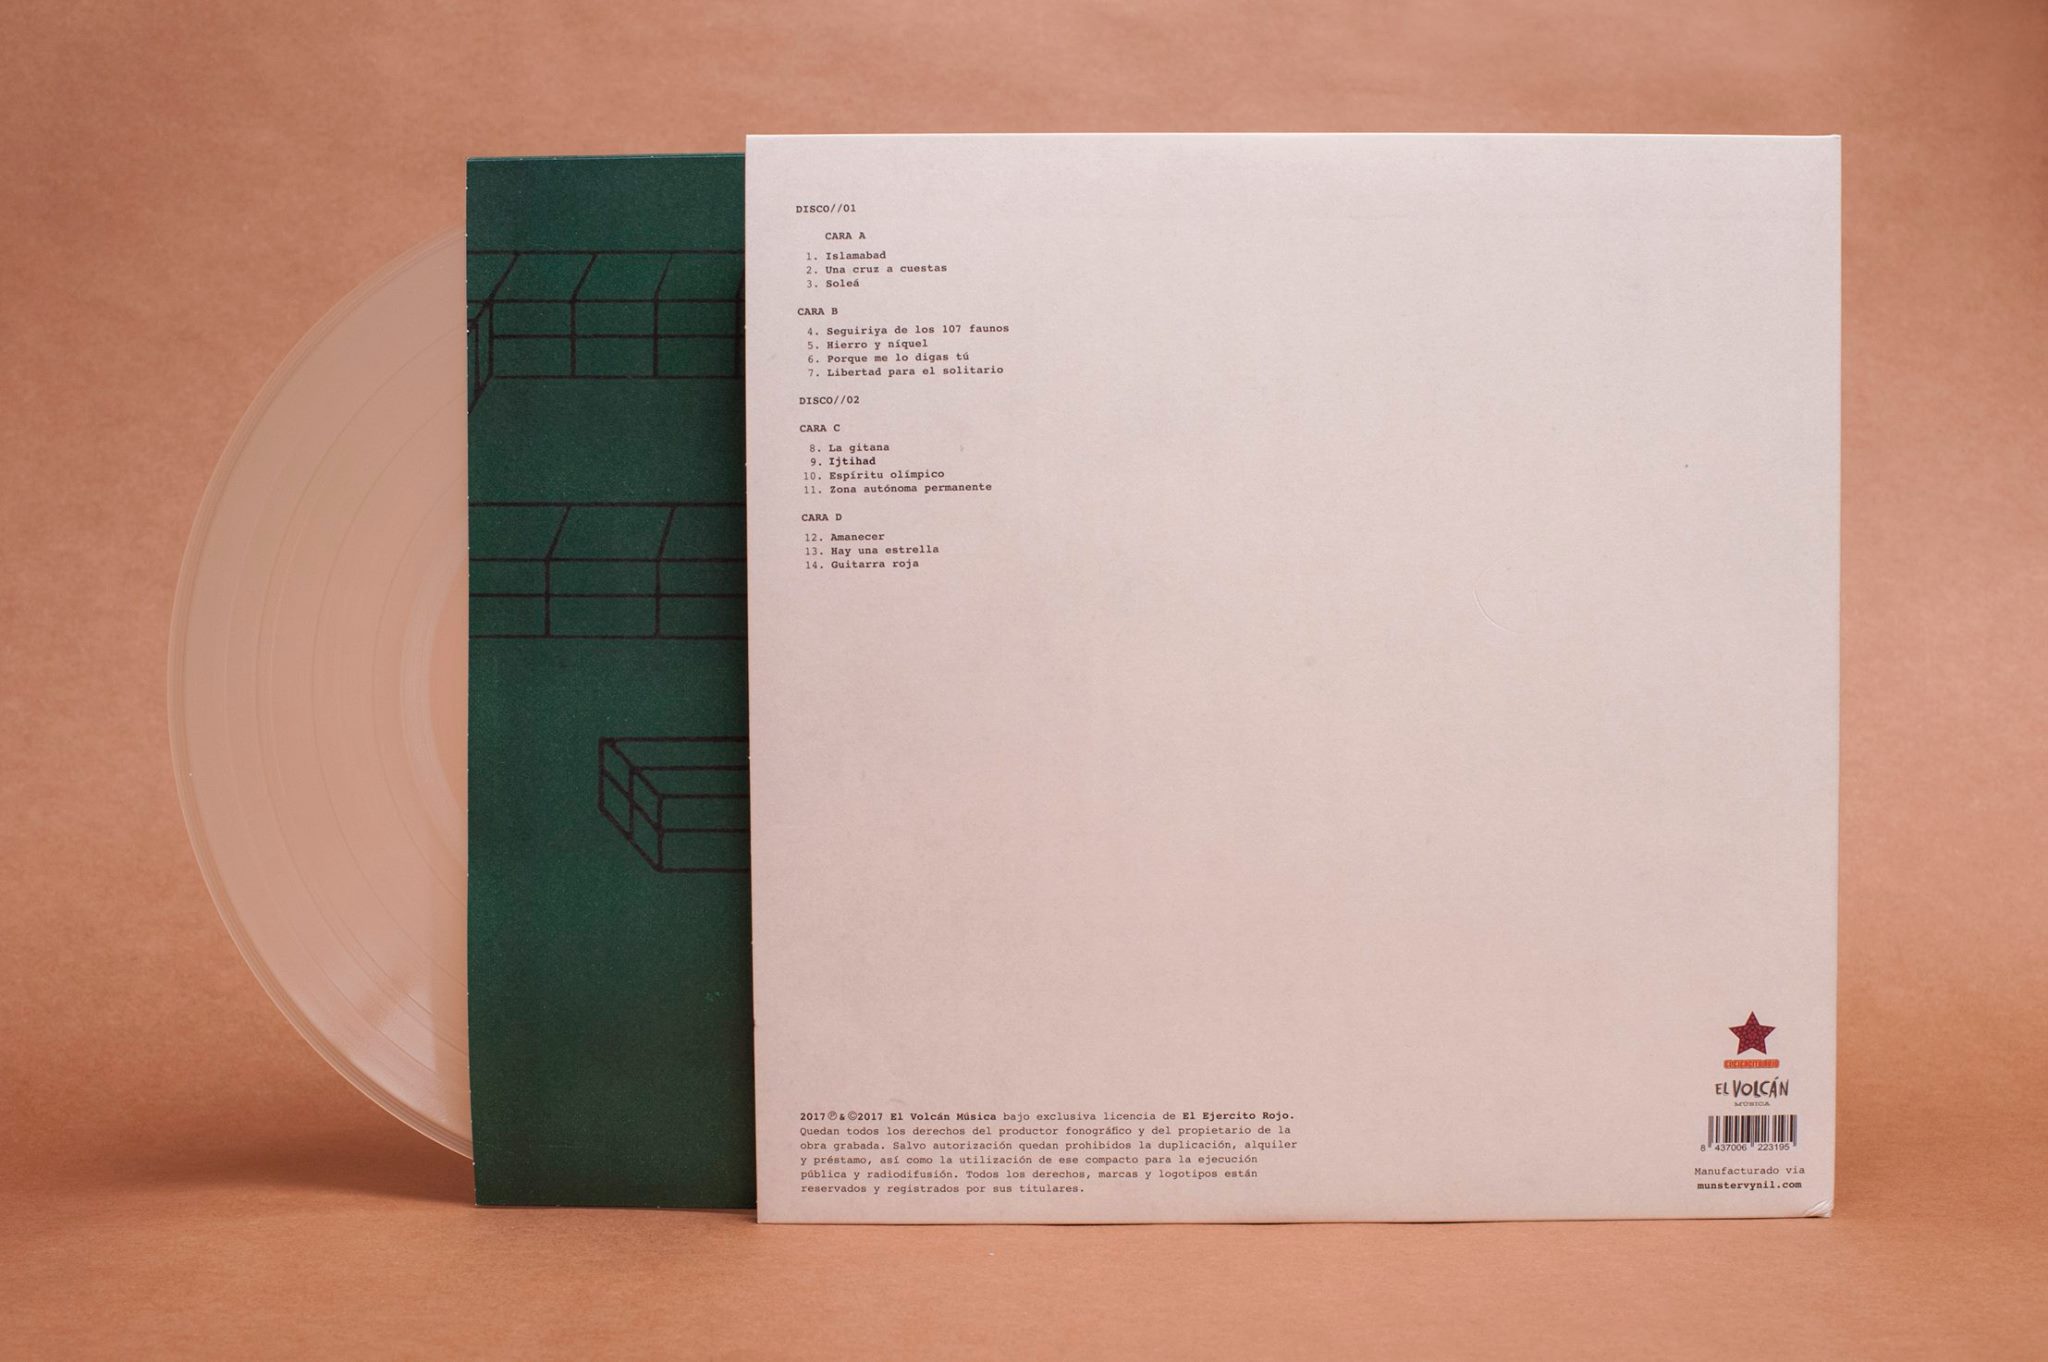 DISCO//01
CARA A
1. Islamabad
2. Una cruz a cuestas
3. Soleá
CARA B
4. Seguiriya de los 107 faunos
5. Hierro y níquel
6. Porque me lo digas tú
7. Libertad para el solitario
DISCO//02
CARA C
8. La gitana
9. Ijtihad
10. Espíritu olímpico
11. Zona autónoma permanente
CARA D
12. Amanecer
13. Hay una estrella
14. Guitarra roja
2017℗&©2017 El Volcán Música bajo exclusiva licencia de El Ejercito Rojo.
Quedan todos los derechos del productor fonográfico y del propietario de la
obra grabada. Salvo autorización quedan prohibidos la duplicación, alquiler
y préstamo, así como la utilización de ese compacto para la ejecución
pública y radiodifusión. Todos los derechos, marcas y logotipos están
reservados y registrados por sus titulares.
EL EJERCITO ROJO
EL VOLCÁN
MÚSICA
8 437006 223195
Manufacturado via
munstervynil.com